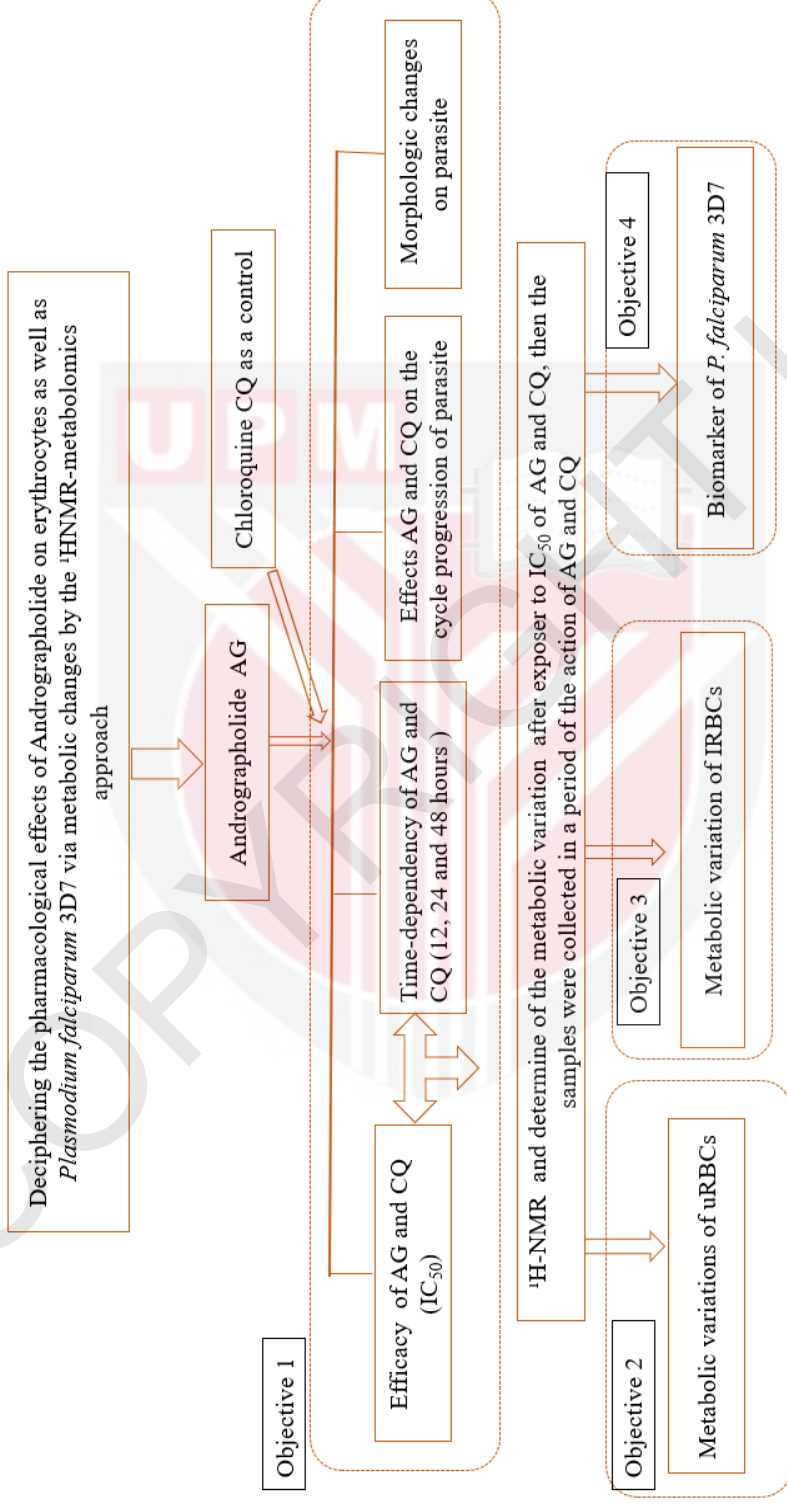 Deciphering the pharmacological effects of Andrographolide on erythrocytes as well as
Plasmodium falciparum 3D7 via metabolic changes by the ¹HNMR-metabolomics
approach
Andrographolide AG
Chloroquine CQ as a control
Objective 1
Efficacy of AG and CQ
(IC₅₀)
Time-dependency of AG and
CQ (12, 24 and 48 hours )
Effects AG and CQ on the
cycle progression of parasite
Morphologic changes
on parasite
¹H-NMR and determine of the metabolic variation after exposer to IC₅₀ of AG and CQ, then the
samples were collected in a period of the action of AG and CQ
Objective 2
Metabolic variations of uRBCs
Objective 3
Metabolic variation of IRBCs
Objective 4
Biomarker of P. falciparum 3D7
UPM
COPYRIGHT U